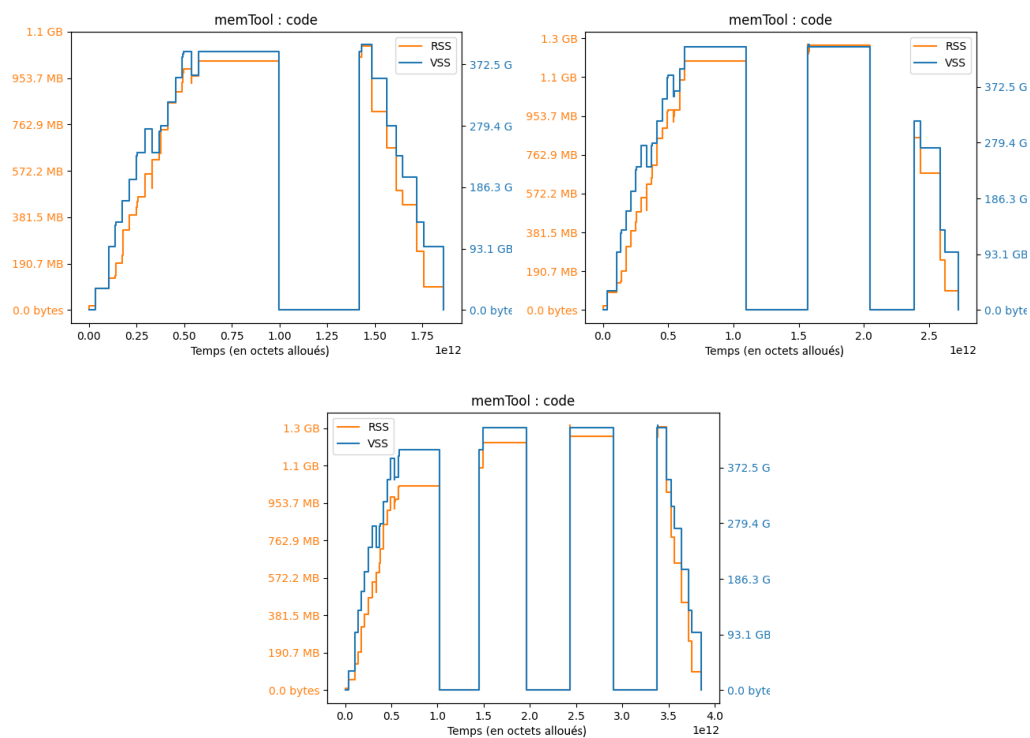 memTool : code
1.1 GB
953.7 MB
762.9 MB
572.2 MB
381.5 MB
190.7 MB
0.0 bytes
RSS
VSS
372.5 G
279.4 G
186.3 G
93.1 GB
0.0 byte
0.00 0.25 0.50 0.75 1.00 1.25 1.50 1.75
Temps (en octets alloués)
1e12
memTool : code
1.3 GB
1.1 GB
953.7 MB
762.9 MB
572.2 MB
381.5 MB
190.7 MB
0.0 bytes
RSS
VSS
372.5 G
279.4 G
186.3 G
93.1 GB
0.0 byte
0.0 0.5 1.0 1.5 2.0 2.5
Temps (en octets alloués)
1e12
memTool : code
1.3 GB
1.1 GB
953.7 MB
762.9 MB
572.2 MB
381.5 MB
190.7 MB
0.0 bytes
RSS
VSS
372.5 G
279.4 G
186.3 G
93.1 GB
0.0 byte
0.0 0.5 1.0 1.5 2.0 2.5 3.0 3.5 4.0
Temps (en octets alloués)
1e12